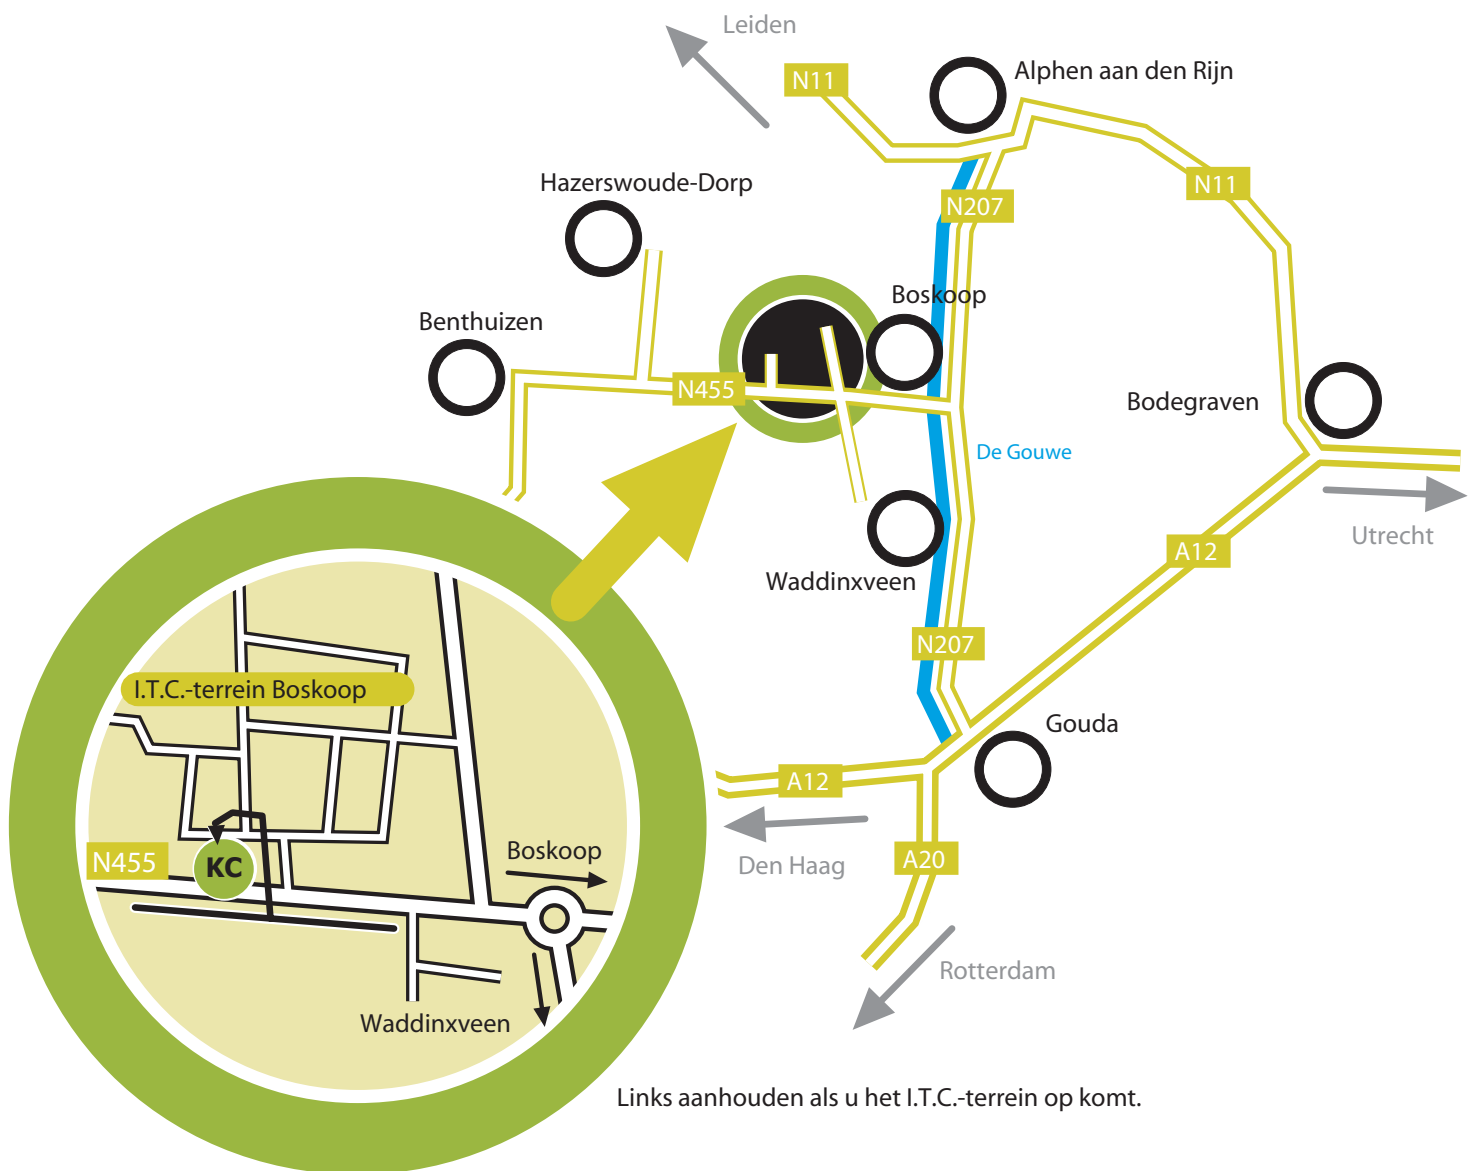 Leiden
N11
Alphen aan den Rijn
N11
Hazerswoude-Dorp
N207
Boskoop
Benthuizen
N455
Bodegraven
De Gouwe
Utrecht
A12
Waddinxveen
N207
I.T.C.-terrein Boskoop
Gouda
A12
Den Haag
A20
Boskoop
N455
KC
Rotterdam
Waddinxveen
Links aanhouden als u het I.T.C.-terrein op komt.